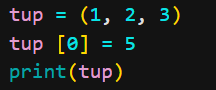 tup = (1, 2, 3)
tup [0] = 5
print(tup)